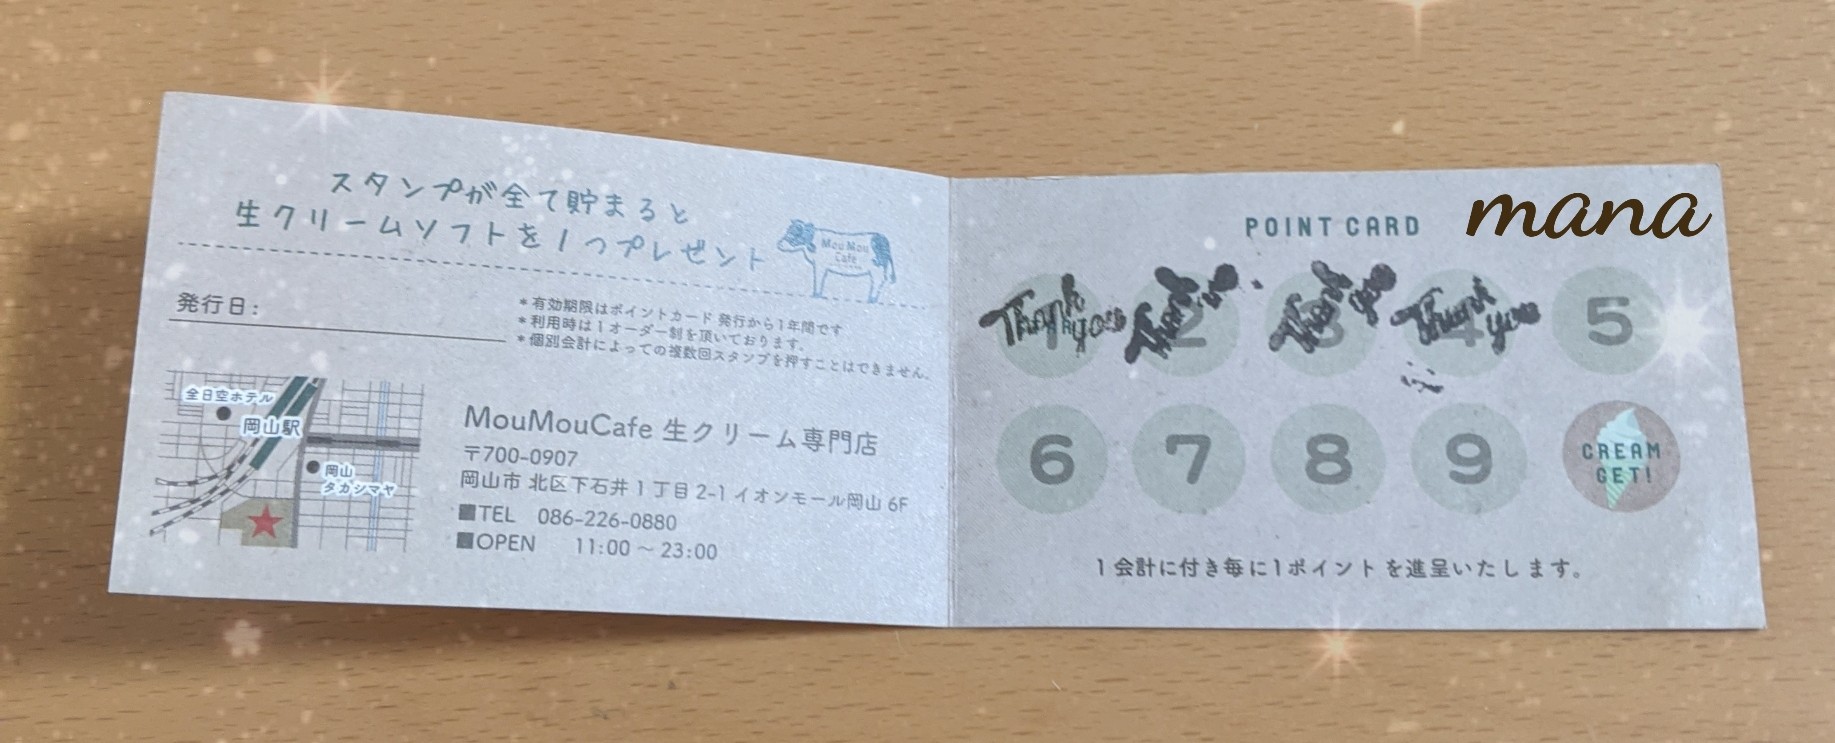 スタンプが全て貯まると
生クリームソフトを1つプレゼント
MouMou
Cafe
発行日:
*有効期限はポイントカード発行から1年間です
*利用時は1オーダー制を頂いております。
*個別会計によっての複数回スタンプを押すことはできません。
全日空ホテル
岡山駅
岡山
タカシマヤ
MouMouCafe 生クリーム専門店
〒700-0907
岡山市 北区下石井1丁目2-1イオンモール岡山 6F
■TEL 086-226-0880
■OPEN 11:00~23:00
POINT CARD
mana
Thank you Thank you Thank you Thank you 5
6 7 8 9 CREAM
GET!
1会計に付き毎に1ポイントを進呈いたします。